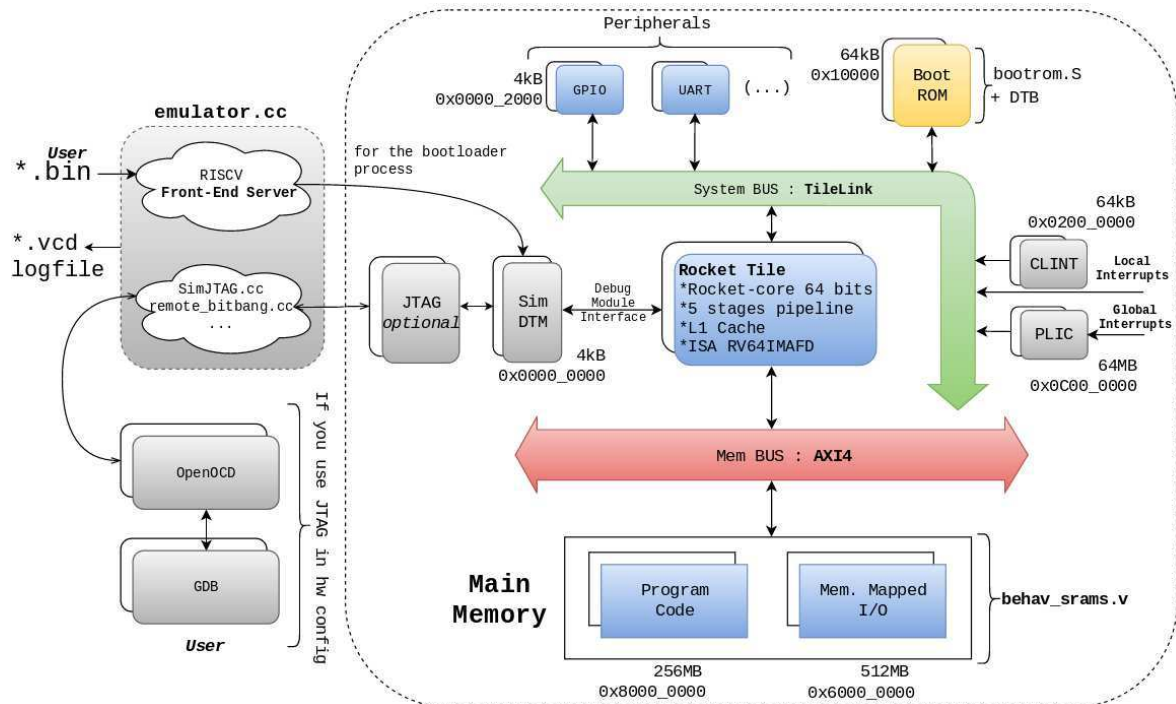 Peripherals
4kB
0x0000_2000
GPIO
UART
(...)
64kB
0x10000
Boot
ROM
bootrom.S
+ DTB
emulator.cc
User
*.bin
RISCV
Front-End Server
for the bootloader
process
System BUS : TileLink
*.vcd
logfile
SimJTAG.cc
remote_bitbang.cc
...
JTAG
optional
Sim
DTM
4kB
0x0000_0000
Debug
Module
Interface
Rocket Tile
*Rocket-core 64 bits
*5 stages pipeline
*L1 Cache
*ISA RV64IMAFD
64kB
0x0200_0000
CLINT
Local
Interrupts
Global
Interrupts
PLIC
64MB
0x0C00_0000
OpenOCD
GDB
User
If you use JTAG in hw config
Mem BUS : AXI4
Main
Memory
Program
Code
Mem. Mapped
I/O
behav_srams.v
256MB
0x8000_0000
512MB
0x6000_0000